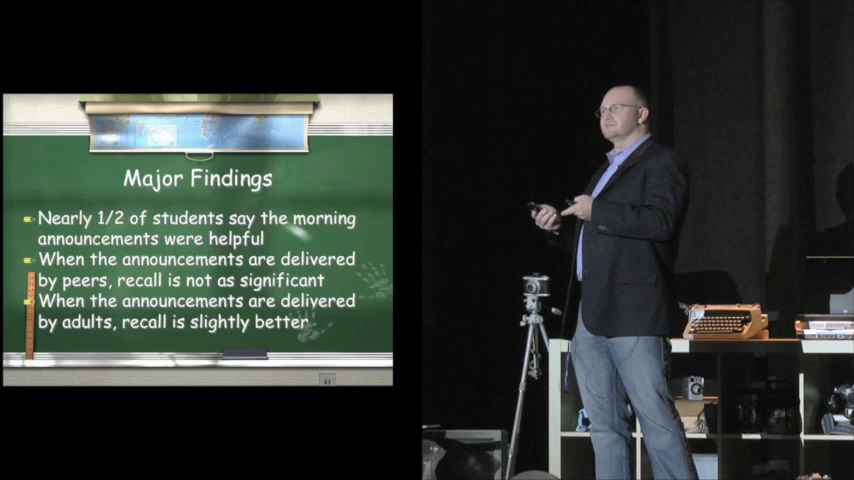 Major Findings
Nearly 1/2 of students say the morning
announcements were helpful
When the announcements are delivered
by peers, recall is not as significant
When the announcements are delivered
by adults, recall is slightly better